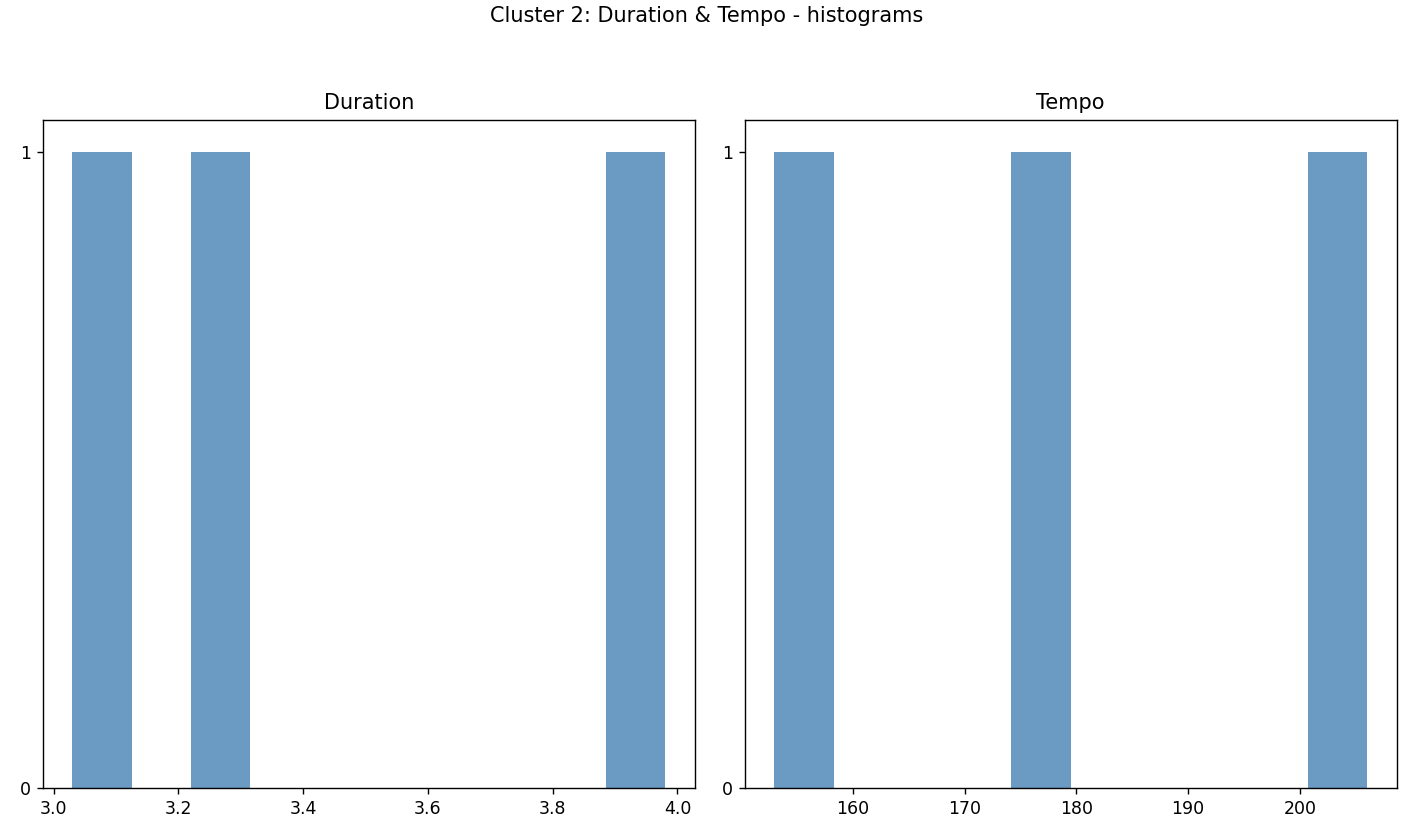 Cluster 2: Duration & Tempo - histograms
Duration
1
0
3.0 3.2 3.4 3.6 3.8 4.0
Tempo
1
0
160 170 180 190 200